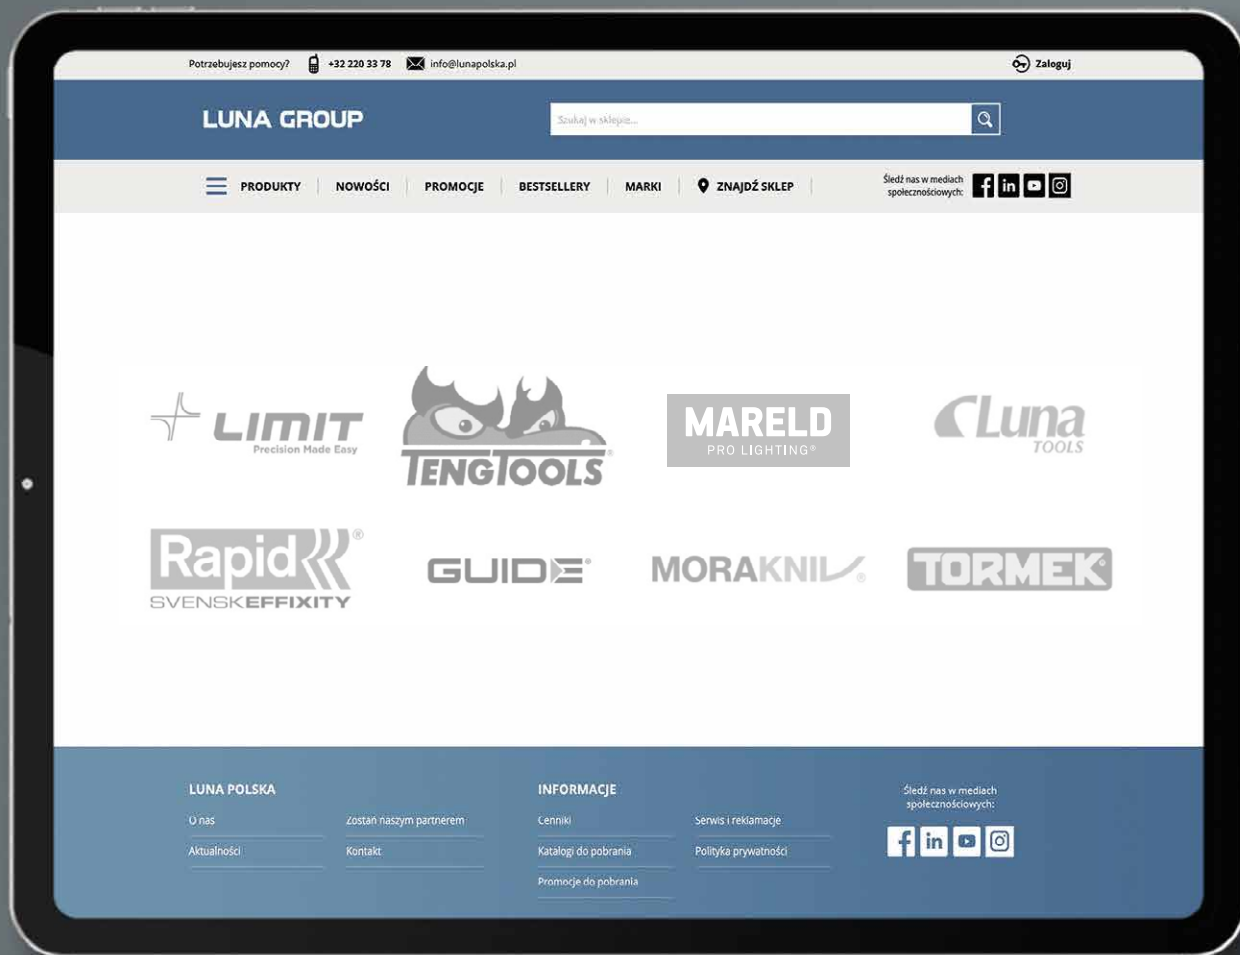 Potrzebujesz pomocy? +32 220 33 78 info@lunapolska.pl Zaloguj
LUNA GROUP Szukaj w sklepie...
PRODUKTY NOWOŚCI PROMOCJE BESTSELLERY MARKI ZNAJDŹ SKLEP
Śledź nas w mediach
społecznościowych:
LIMIT
Precision Made Easy
TENGTOOLS®
MARELD
PRO LIGHTING®
Luna
TOOLS
Rapid®
SVENSKEFFIXITY
GUIDE®
MORAKNIV®
TORMEK®
LUNA POLSKA
O nas Zostań naszym partnerem
Aktualności Kontakt
INFORMACJE
Cenniki Serwis i reklamacje
Katalogi do pobrania Polityka prywatności
Promocje do pobrania
Śledź nas w mediach
społecznościowych: